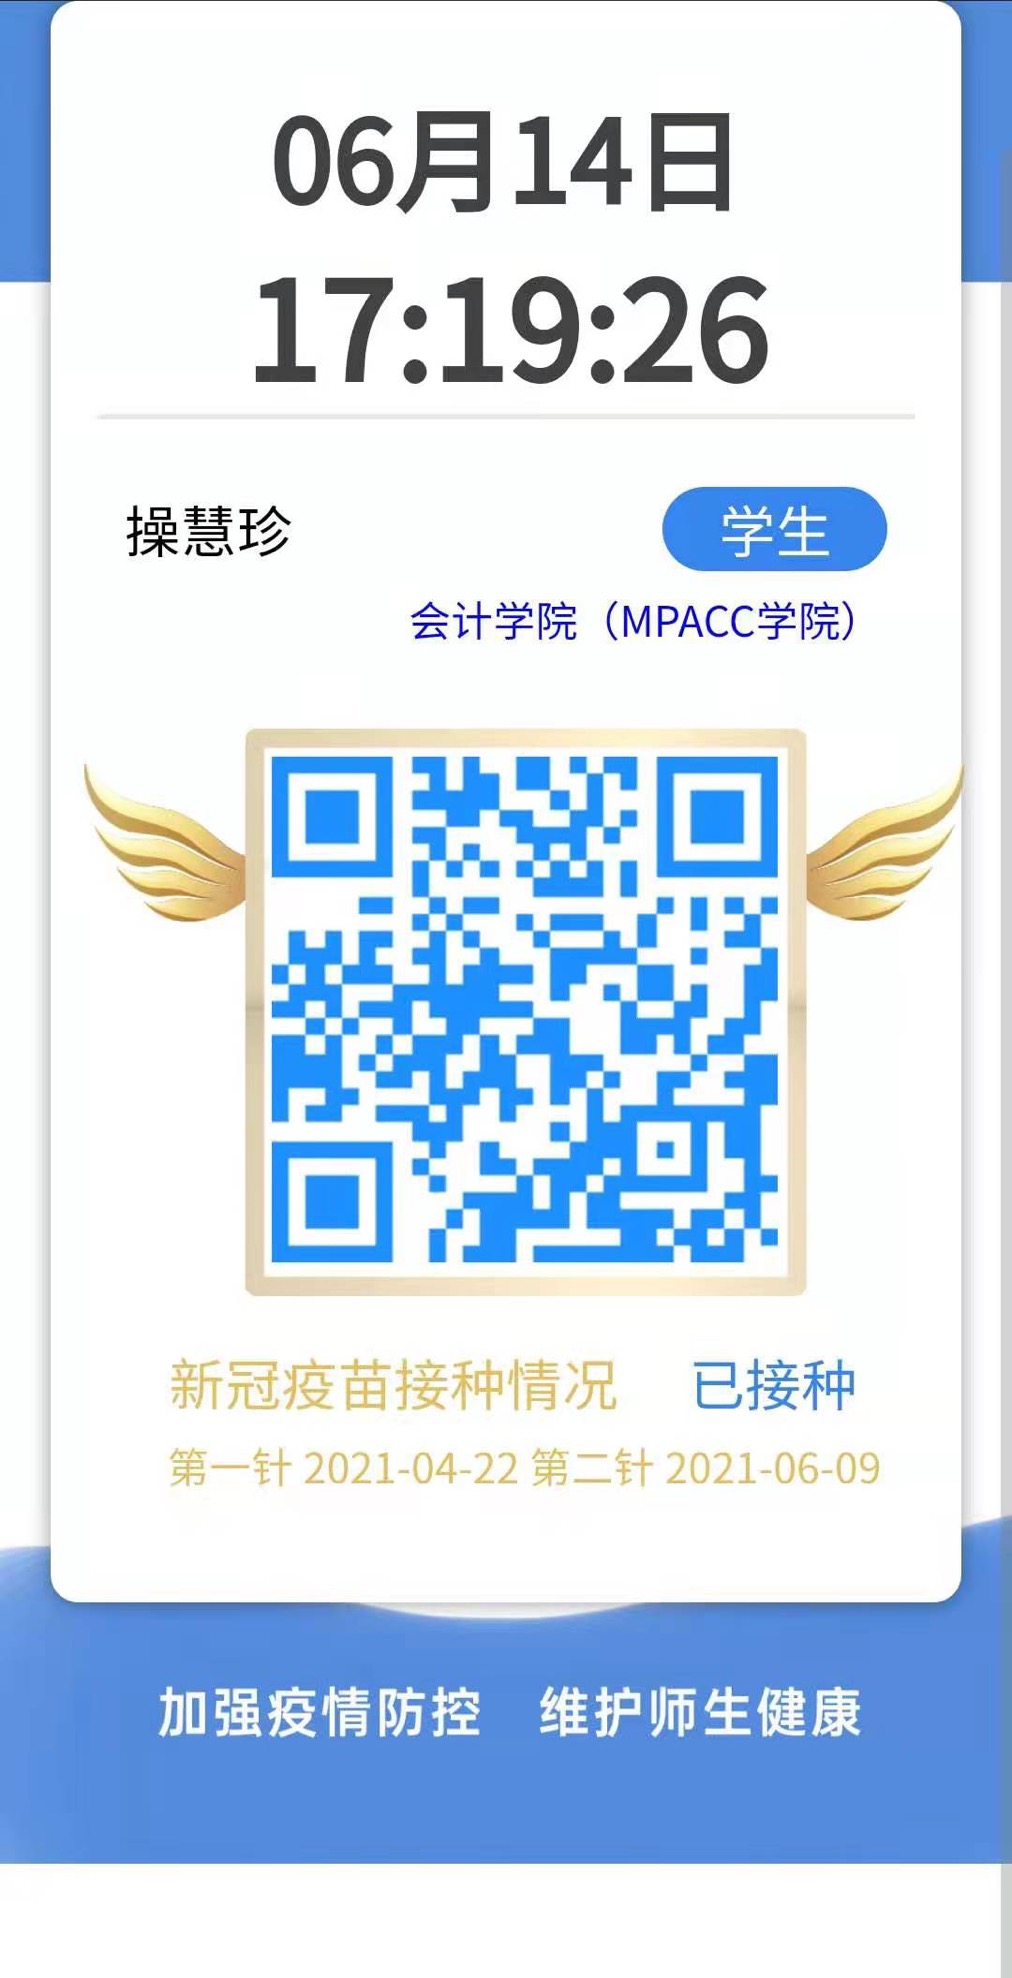 06月14日
17:19:26
操慧珍 学生
会计学院（MPACC学院）
新冠疫苗接种情况 已接种
第一针 2021-04-22 第二针 2021-06-09
加强疫情防控 维护师生健康